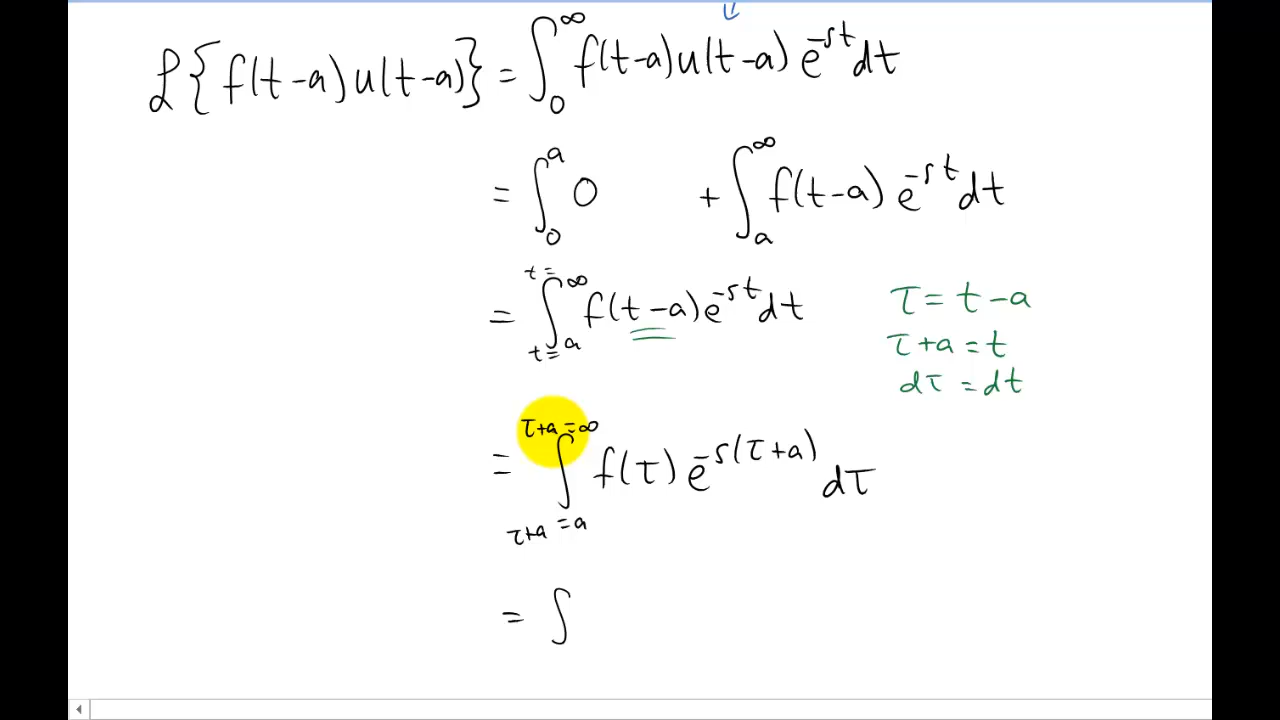 ℒ{f(t-a)u(t-a)} = ∫₀^∞ f(t-a)u(t-a) e^{-st}dt
= ∫₀^a 0 + ∫ₐ^∞ f(t-a) e^{-st}dt
= ∫_{t=a}^{t=∞} f(t-a)e^{-st}dt τ = t-a
τ+a = t
dτ = dt
= ∫_{τ+a=a}^{τ+a=∞} f(τ) e^{-s(τ+a)} dτ
= ∫